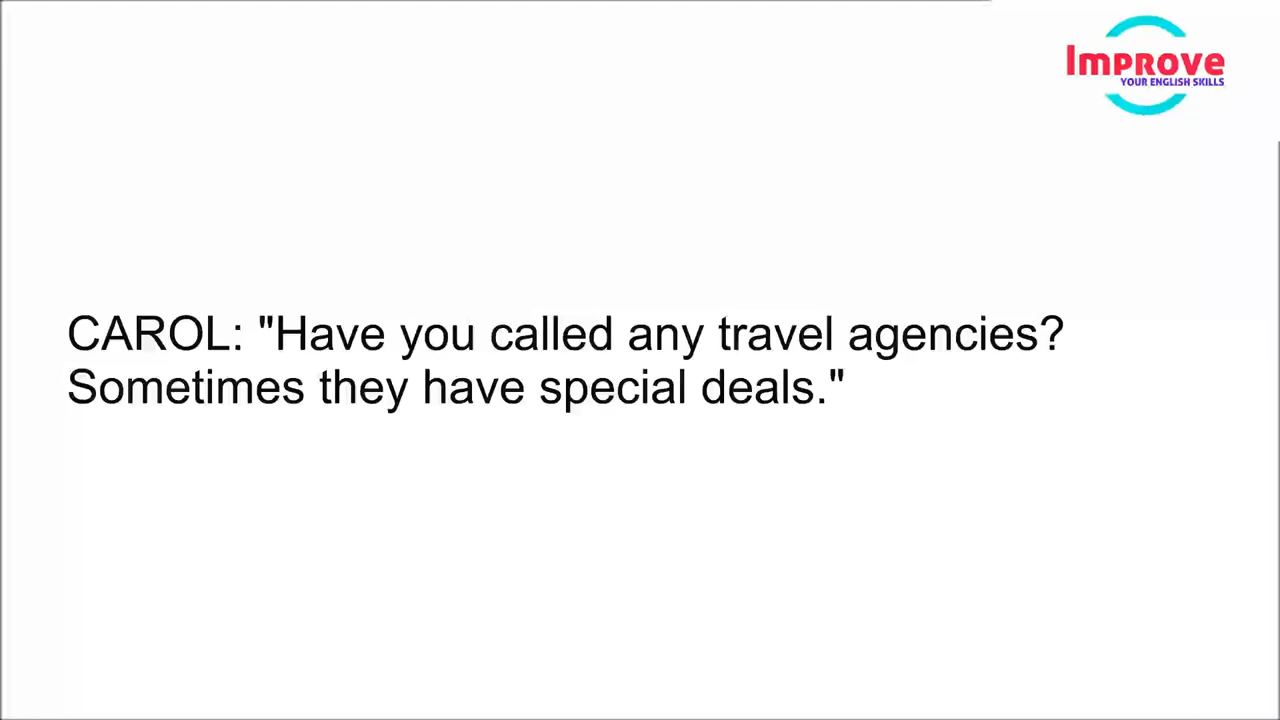 Improve
YOUR ENGLISH SKILLS
CAROL: "Have you called any travel agencies?
Sometimes they have special deals."